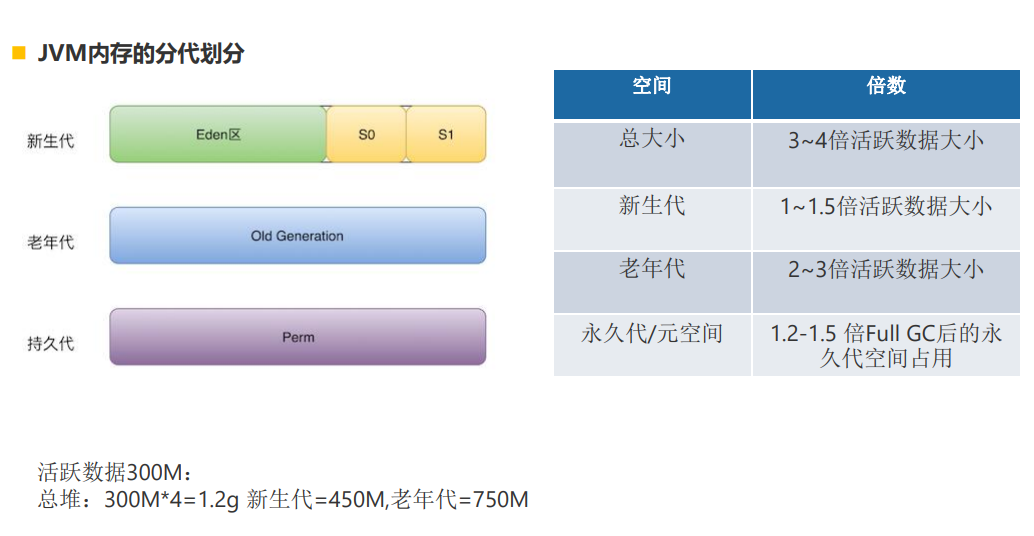 JVM内存的分代划分
新生代
Eden区
S0
S1
老年代
Old Generation
持久代
Perm
空间
倍数
总大小
3~4倍活跃数据大小
新生代
1~1.5倍活跃数据大小
老年代
2~3倍活跃数据大小
永久代/元空间
1.2-1.5 倍Full GC后的永
久代空间占用
活跃数据300M：
总堆：300M*4=1.2g 新生代=450M,老年代=750M